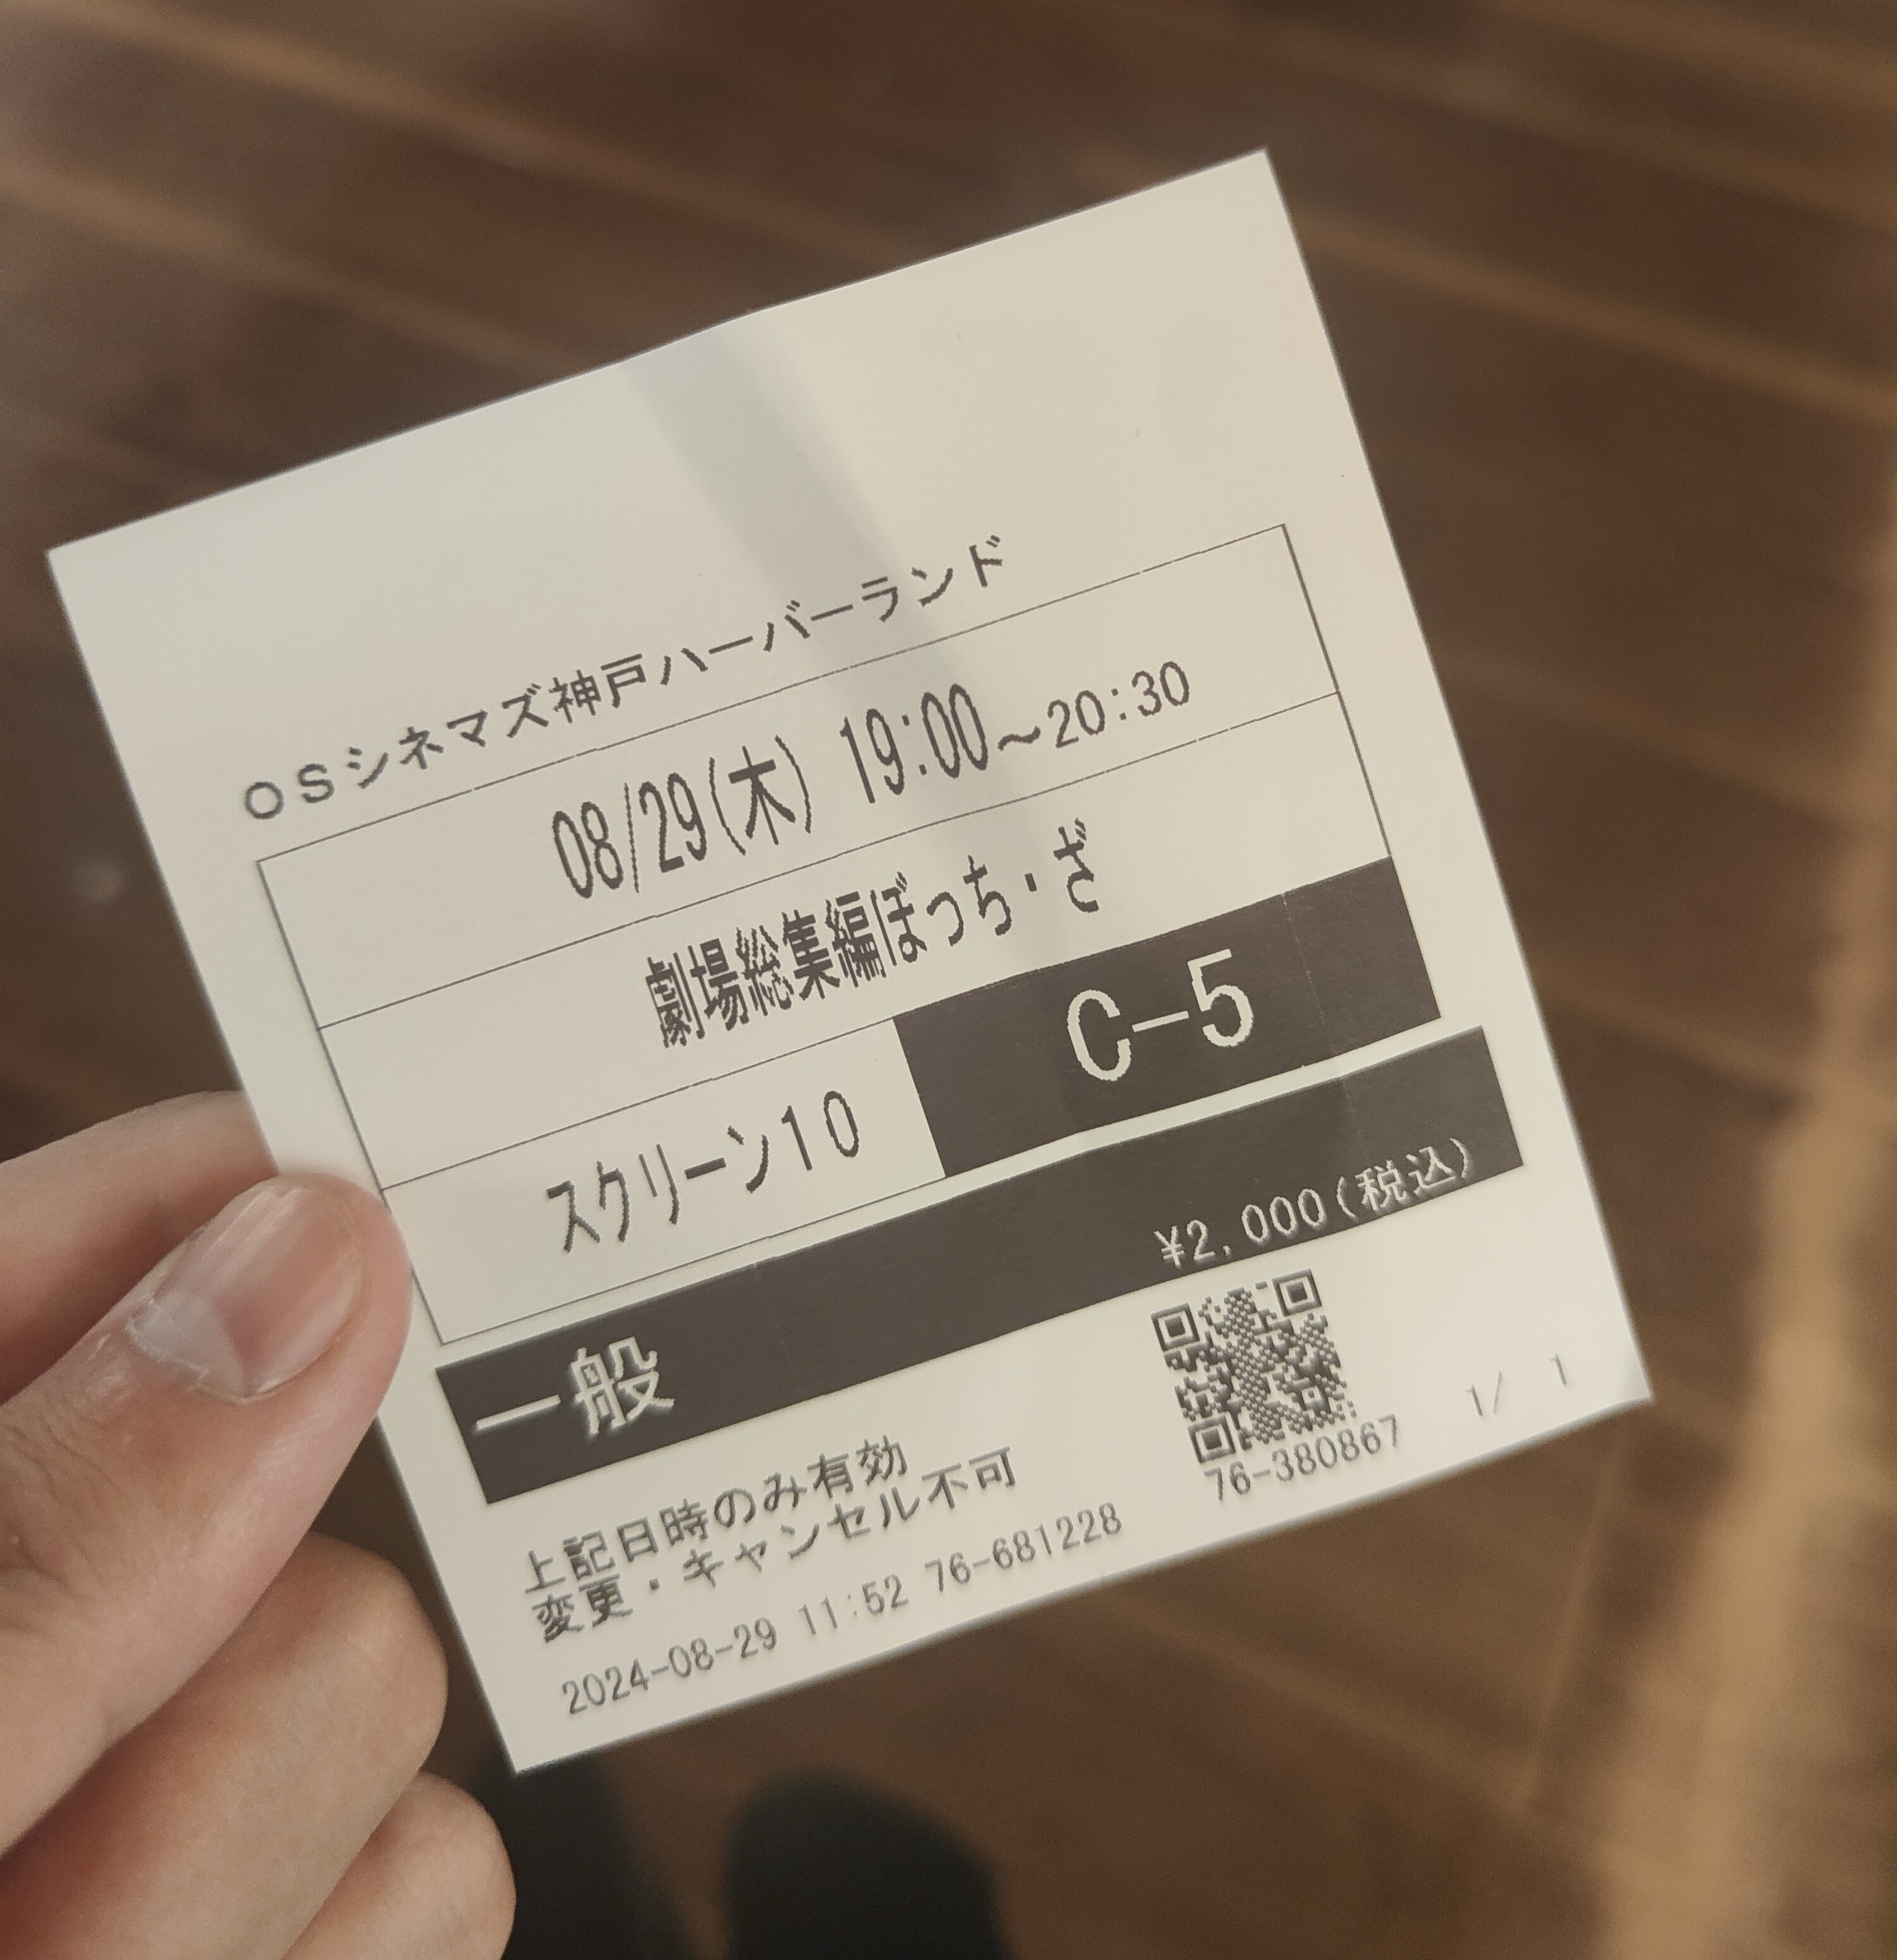 OSシネマズ神戸ハーバーランド
08/29(木) 19:00～20:30
劇場総集編ぼっち・ざ
スクリーン10 C-5
一般 ¥2,000(税込)
上記日時のみ有効
変更・キャンセル不可
2024-08-29 11:52 76-681228
76-380867 1/ 1